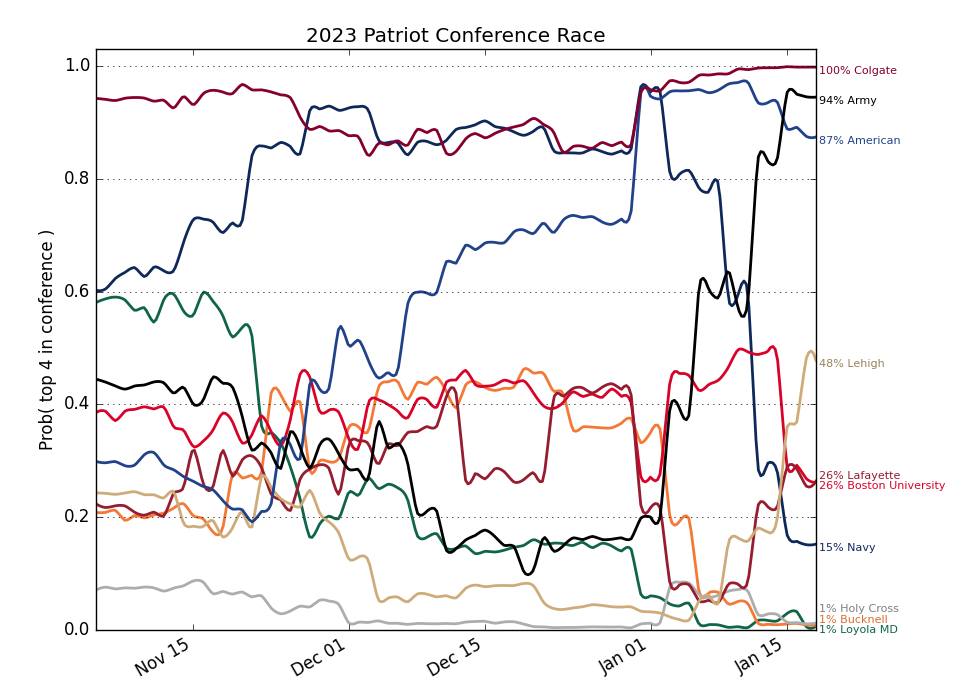 2023 Patriot Conference Race
Prob( top 4 in conference )
1.0
0.8
0.6
0.4
0.2
0.0
Nov 15
Dec 01
Dec 15
Jan 01
Jan 15
100% Colgate
94% Army
87% American
48% Lehigh
26% Lafayette
26% Boston University
15% Navy
1% Holy Cross
1% Bucknell
1% Loyola MD